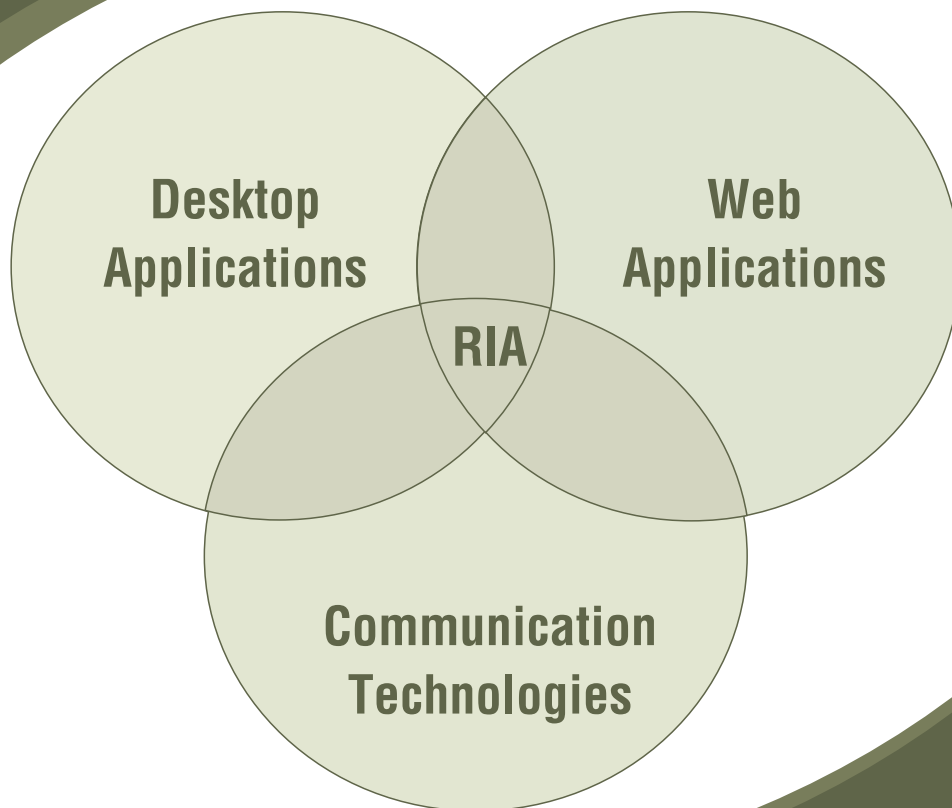 Desktop
Applications
Web
Applications
RIA
Communication
Technologies